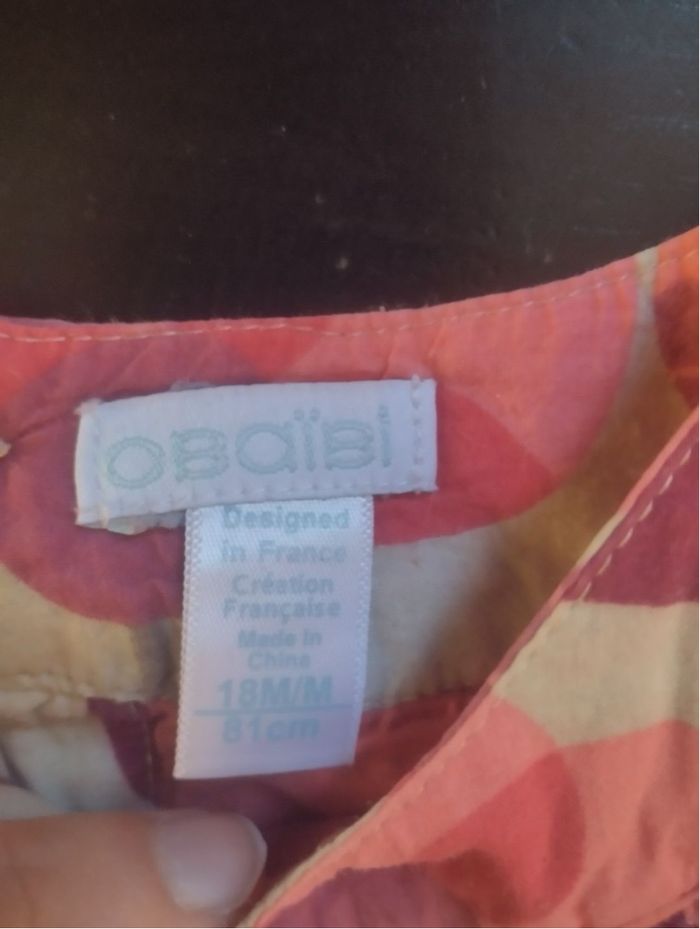 OBAÏBI
Designed
in France
Création
Française
Made in
China
18M/M
81cm